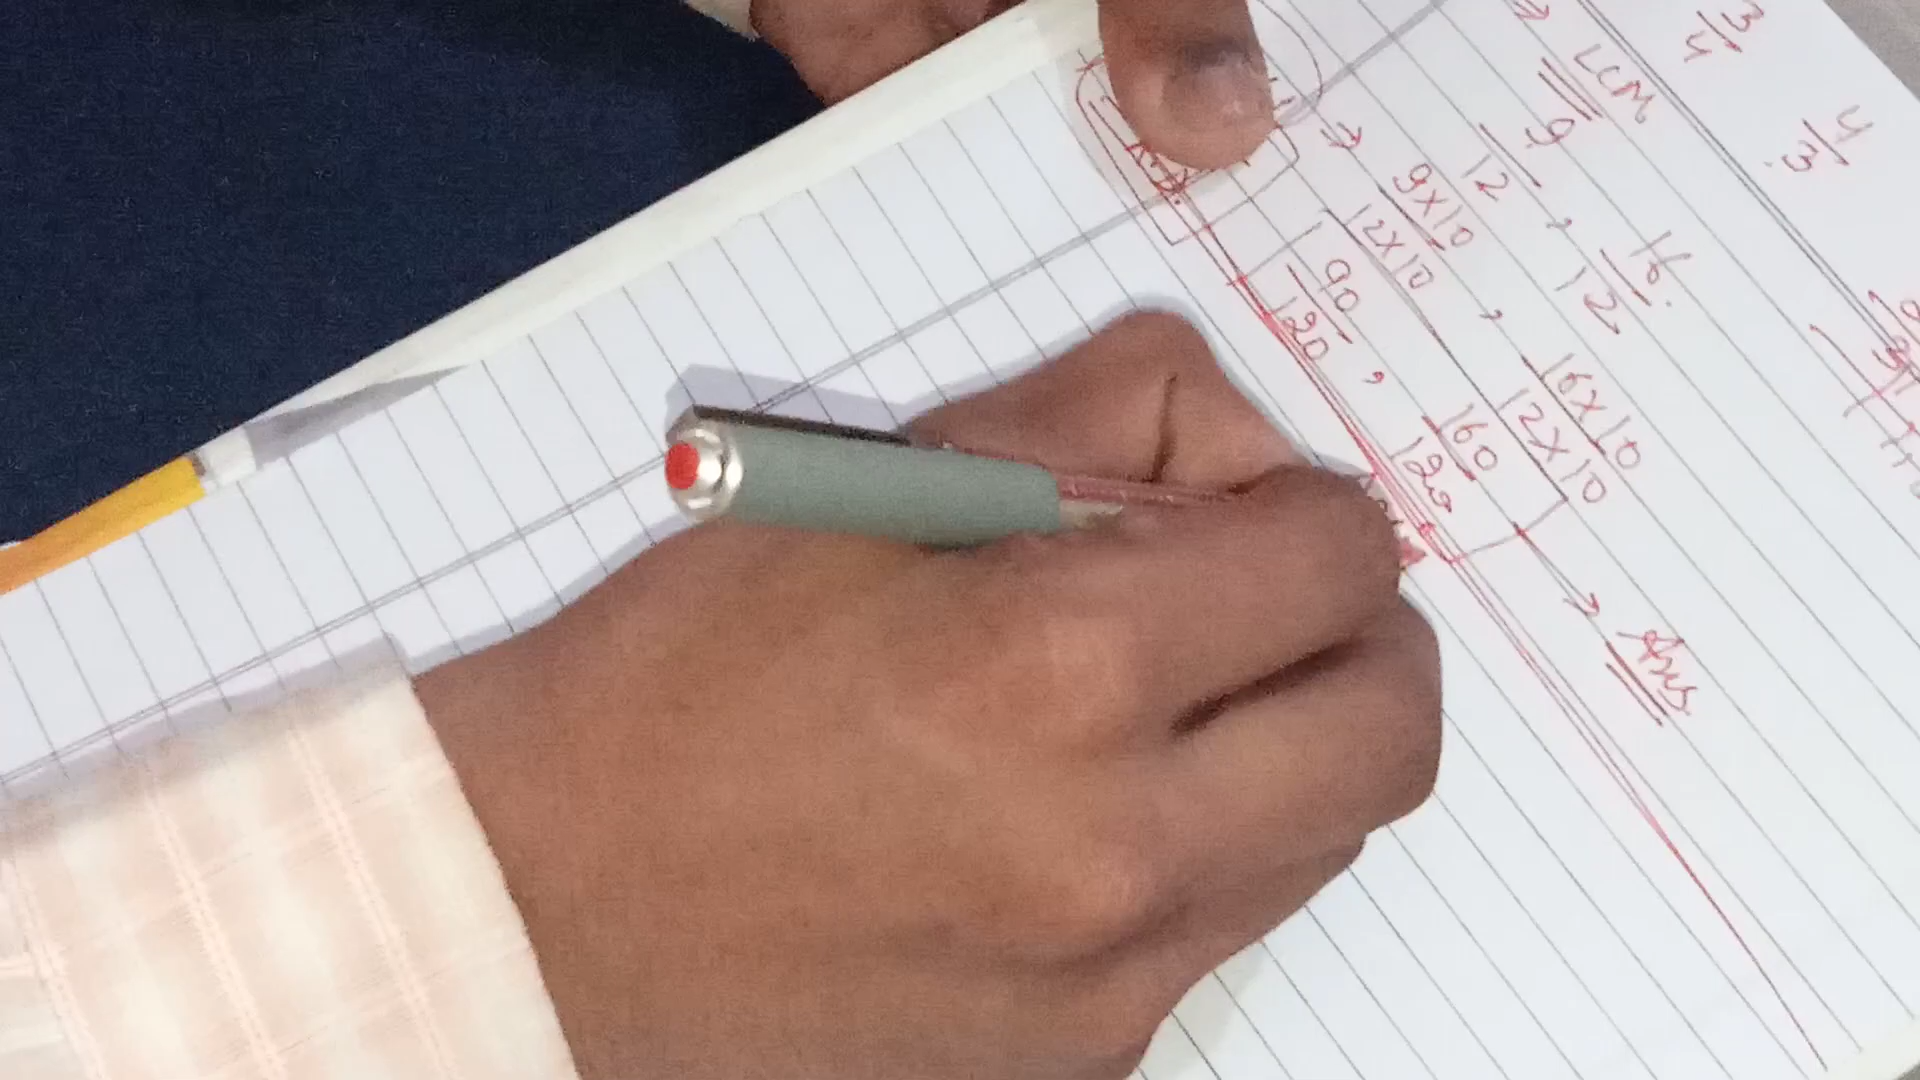 3/4 4/3
→ LCM
9/12 , 16/12
→ 9×10/12×10 , 16×10/12×10
90/120 , 160/120 → Ans